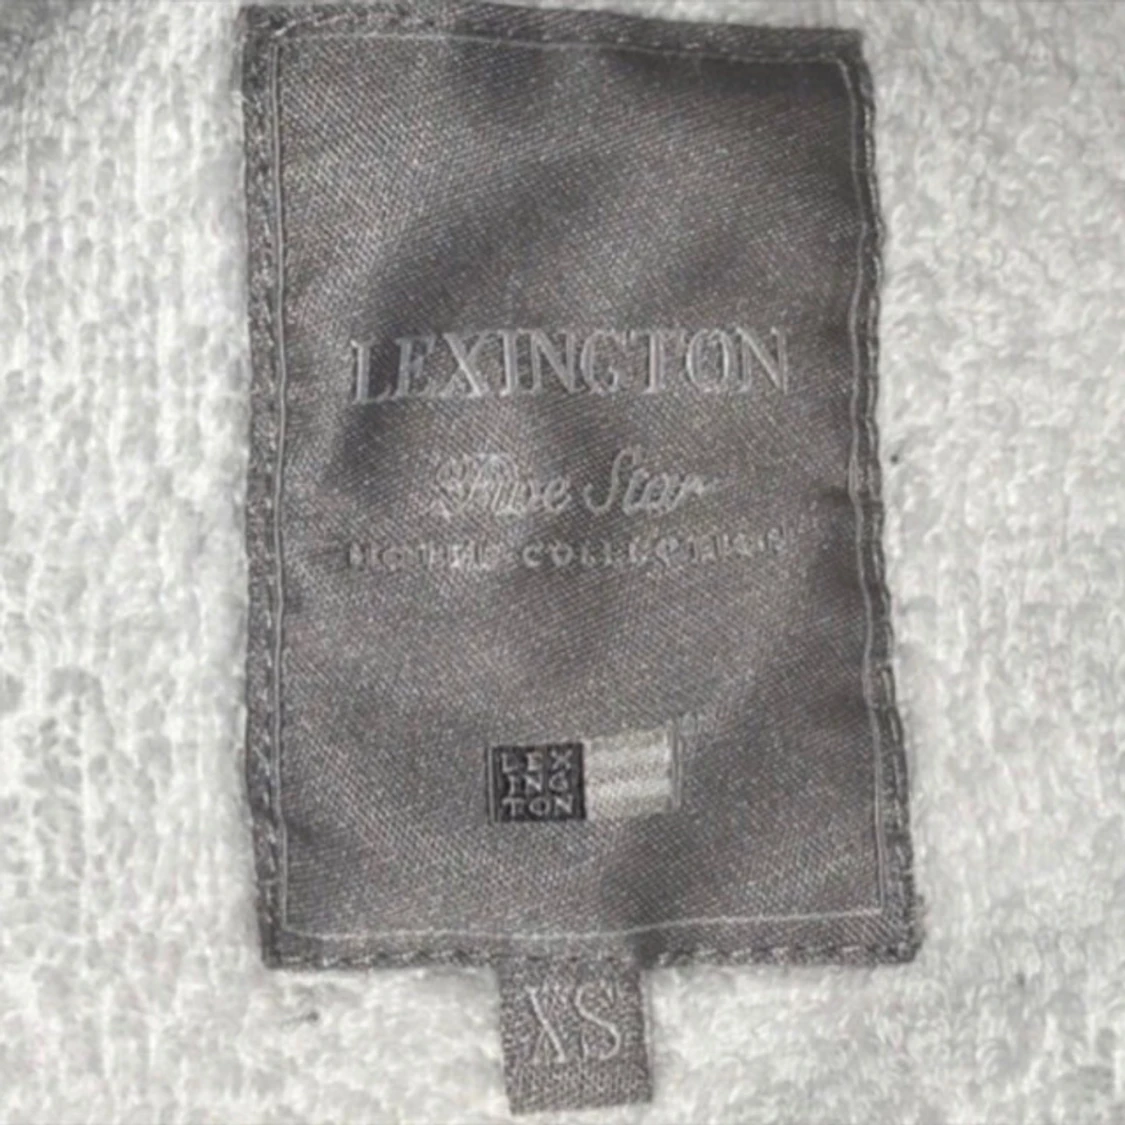 LEXINGTON
Five Star
HOTEL COLLECTION
LEX
ING
TON
XS